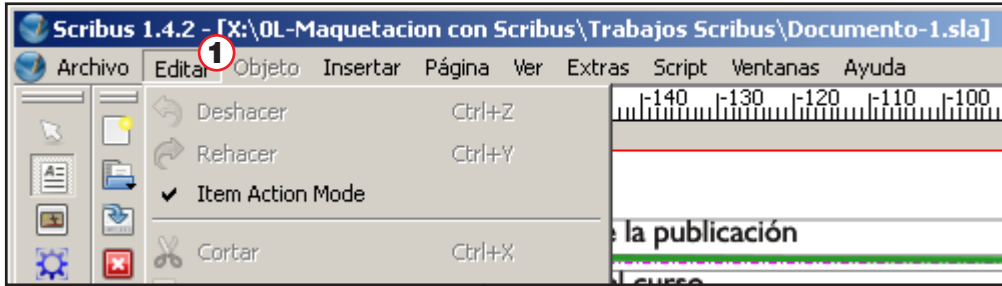 Scribus 1.4.2 - [X:\0L-Maquetacion con Scribus\Trabajos Scribus\Documento-1.sla]
1
Archivo Editar Objeto Insertar Página Ver Extras Script Ventanas Ayuda
Deshacer Ctrl+Z
-140 -130 -120 -110 -100
Rehacer Ctrl+Y
Item Action Mode
la publicación
Cortar Ctrl+X
curso